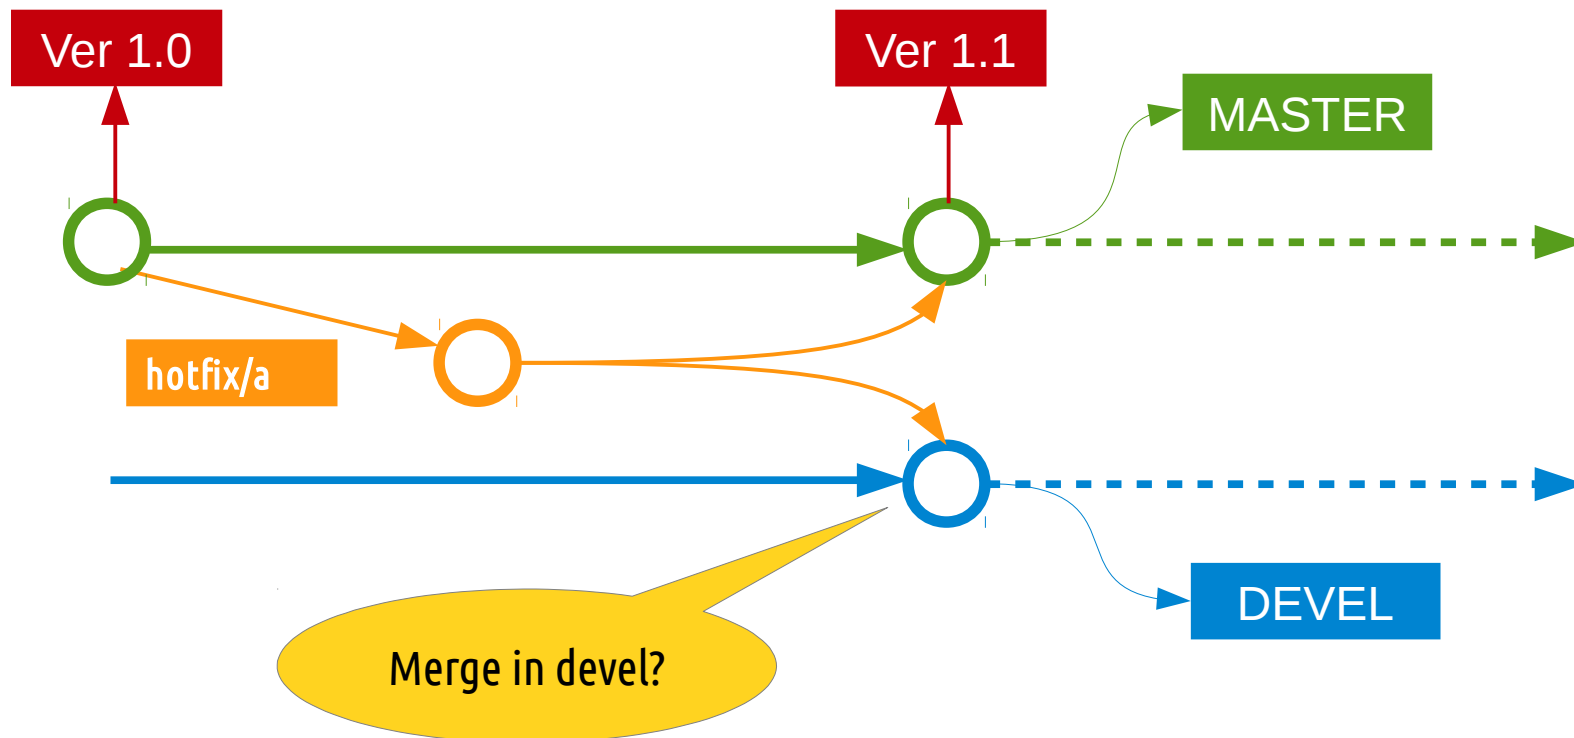 Ver 1.0
Ver 1.1
MASTER
hotfix/a
DEVEL
Merge in devel?